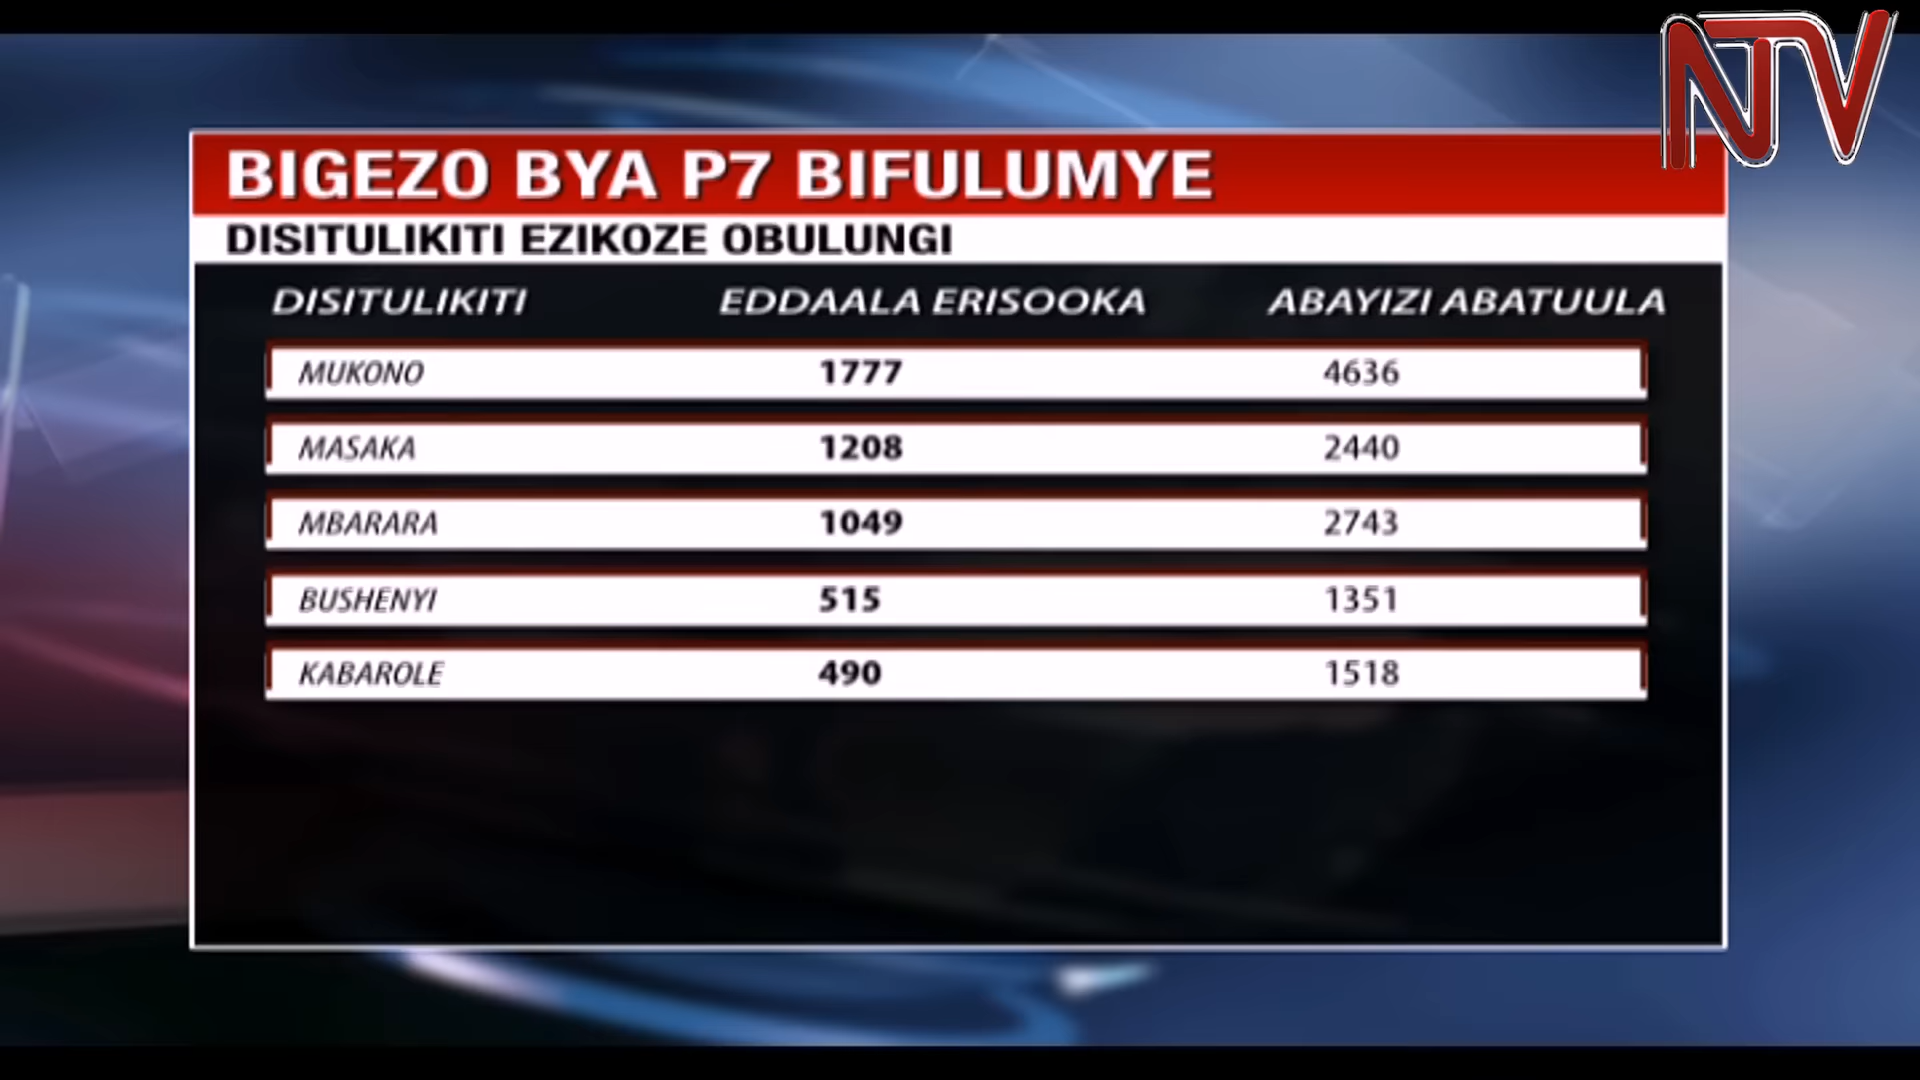 NTV
BIGEZO BYA P7 BIFULUMYE
DISITULIKITI EZIKOZE OBULUNGI
DISITULIKITI EDDAALA ERISOOKA ABAYIZI ABATUULA
MUKONO 1777 4636
MASAKA 1208 2440
MBARARA 1049 2743
BUSHENYI 515 1351
KABAROLE 490 1518